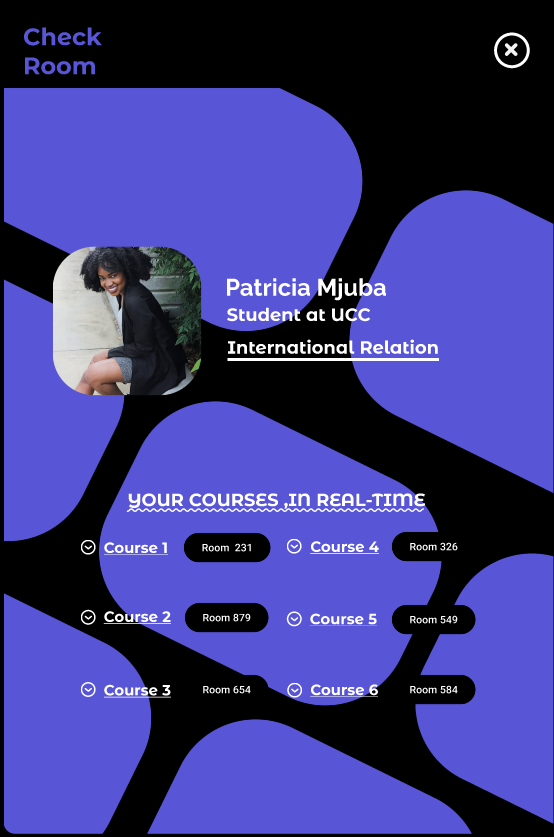 Check
Room
Patricia Mjuba
Student at UCC
International Relation
YOUR COURSES ,IN REAL-TIME
Course 1 Room 231 Course 4 Room 326
Course 2 Room 879 Course 5 Room 549
Course 3 Room 654 Course 6 Room 584